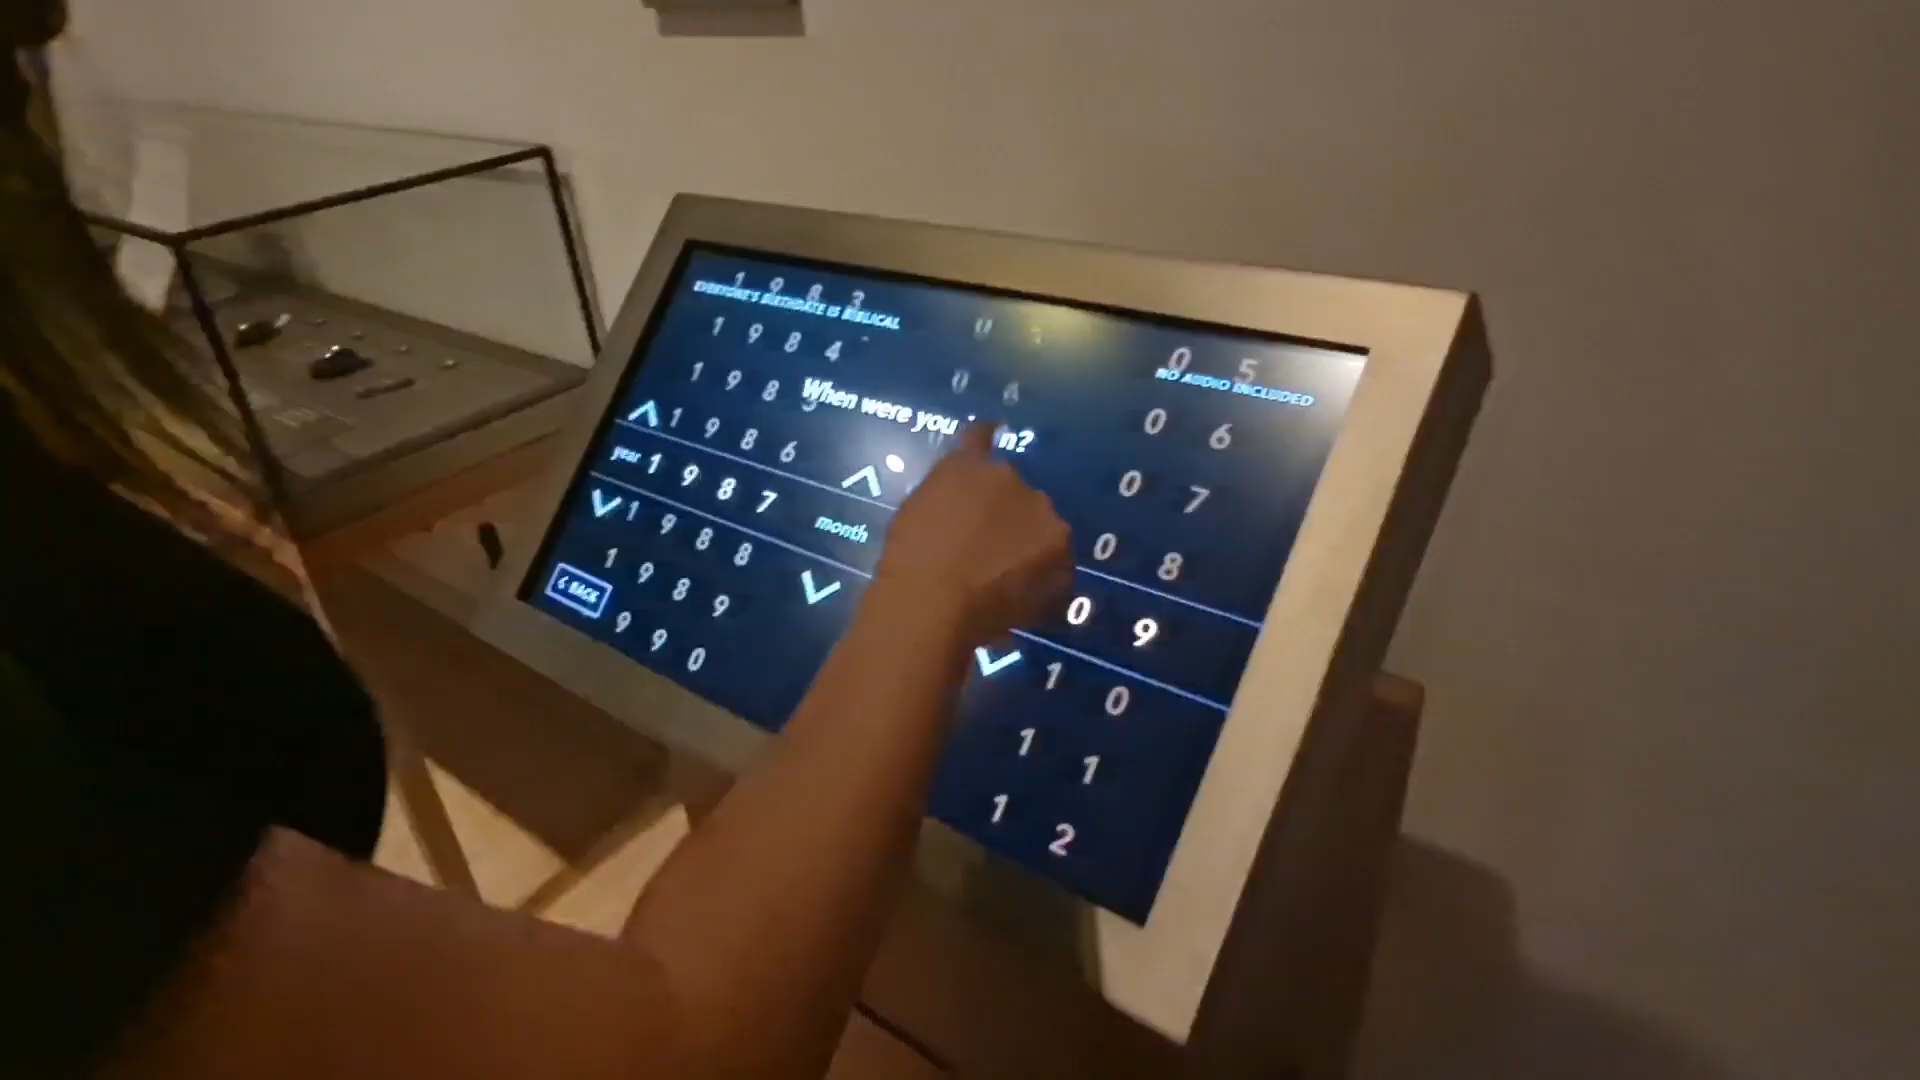 EVERYONE'S BIRTHDATE IS BIBLICAL
NO AUDIO INCLUDED
When were you
n?
1 9 8 3
1 9 8 4
1 9 8 5
1 9 8 6
year 1 9 8 7
1 9 8 8
1 9 8 9
9 9 0
month
0 6
0 5
0 6
0 7
0 8
0 9
1 0
1 1
1 2
BACK